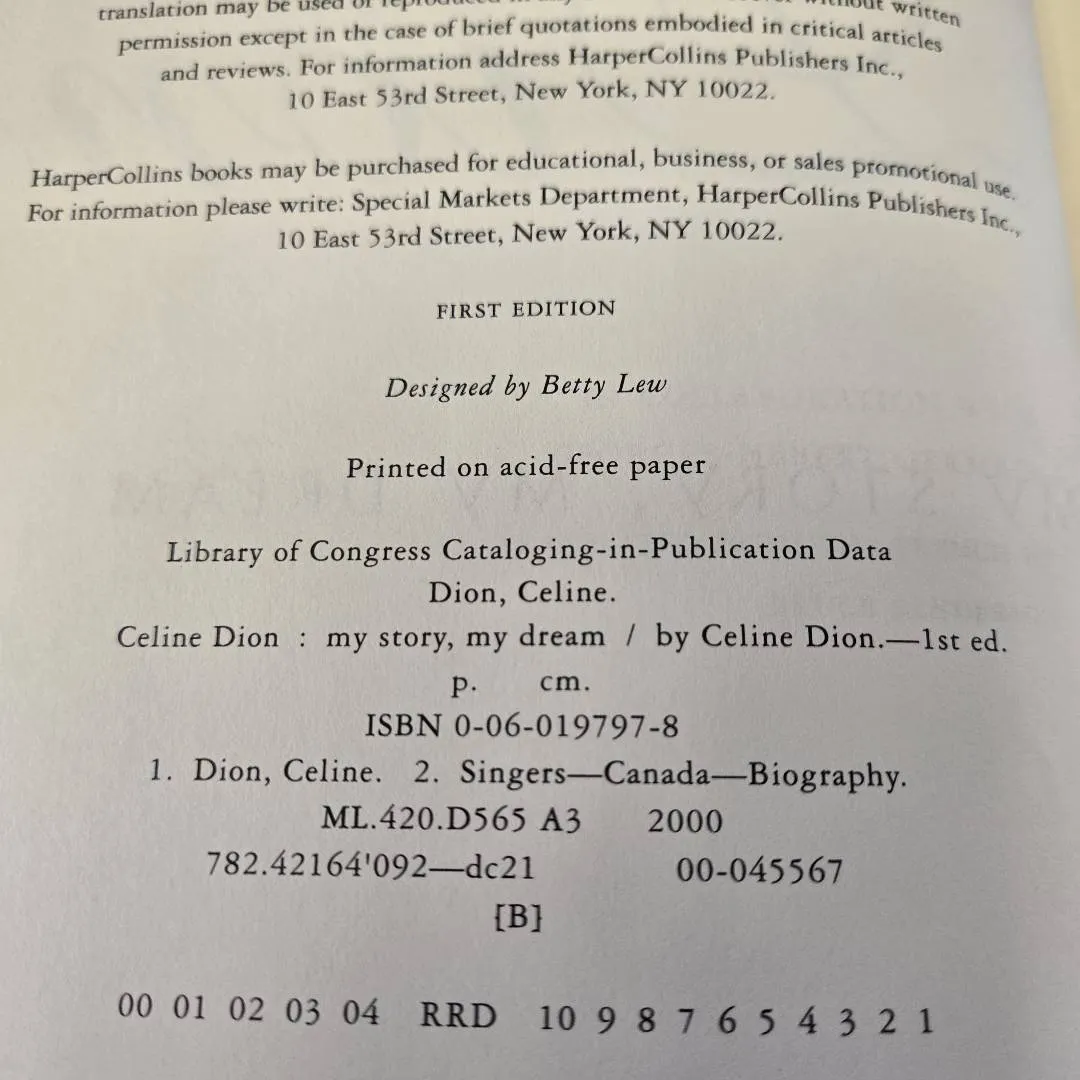 translation may be used or reproduced in any without written
permission except in the case of brief quotations embodied in critical articles
and reviews. For information address HarperCollins Publishers Inc.,
10 East 53rd Street, New York, NY 10022.
HarperCollins books may be purchased for educational, business, or sales promotional use.
For information please write: Special Markets Department, HarperCollins Publishers Inc.,
10 East 53rd Street, New York, NY 10022.
FIRST EDITION
Designed by Betty Lew
Printed on acid-free paper
Library of Congress Cataloging-in-Publication Data
Dion, Celine.
Celine Dion : my story, my dream / by Celine Dion.—1st ed.
p. cm.
ISBN 0-06-019797-8
1. Dion, Celine. 2. Singers—Canada—Biography.
ML.420.D565 A3 2000
782.42164'092—dc21 00-045567
[B]
00 01 02 03 04 RRD 10 9 8 7 6 5 4 3 2 1